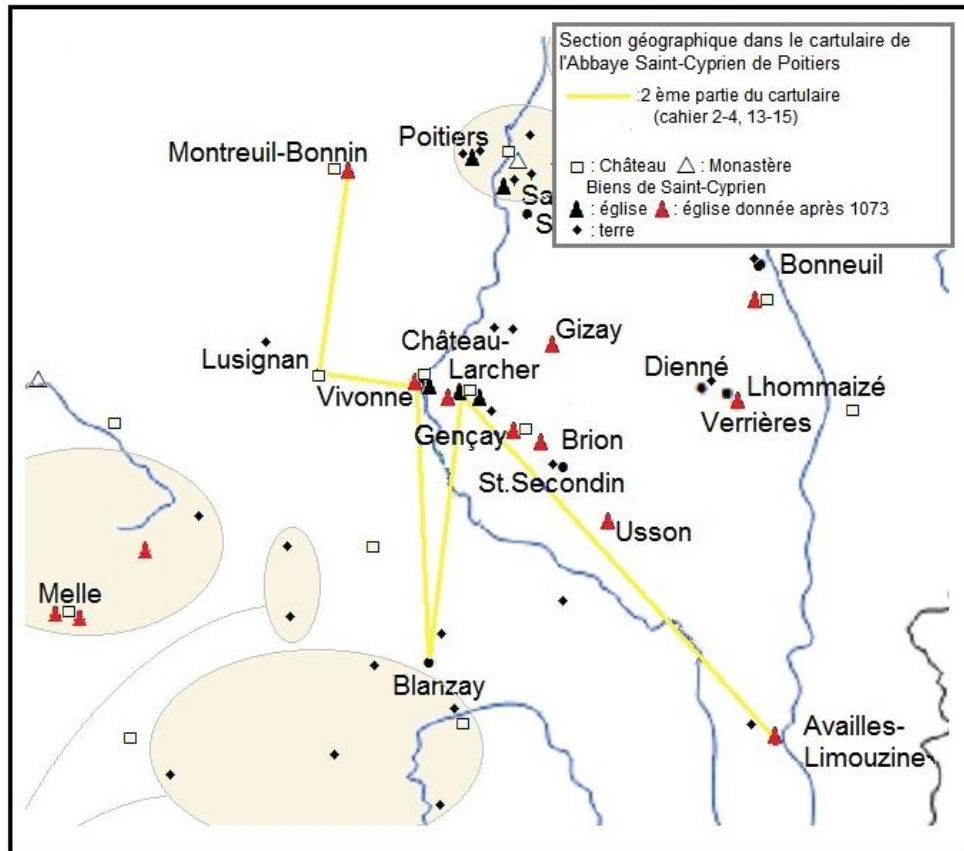 Section géographique dans le cartulaire de
l'Abbaye Saint-Cyprien de Poitiers
:2 ème partie du cartulaire
(cahier 2-4, 13-15)
: Château : Monastère
Biens de Saint-Cyprien
: église : église donnée après 1073
: terre
Poitiers
Montreuil-Bonnin
Sa
S
Bonneuil
Gizay
Château-
Larcher
Lusignan
Vivonne
Dienné
Lhommaizé
Verrières
Gençay
Brion
St.Secondin
Usson
Melle
Blanzay
Availles-
Limouzine